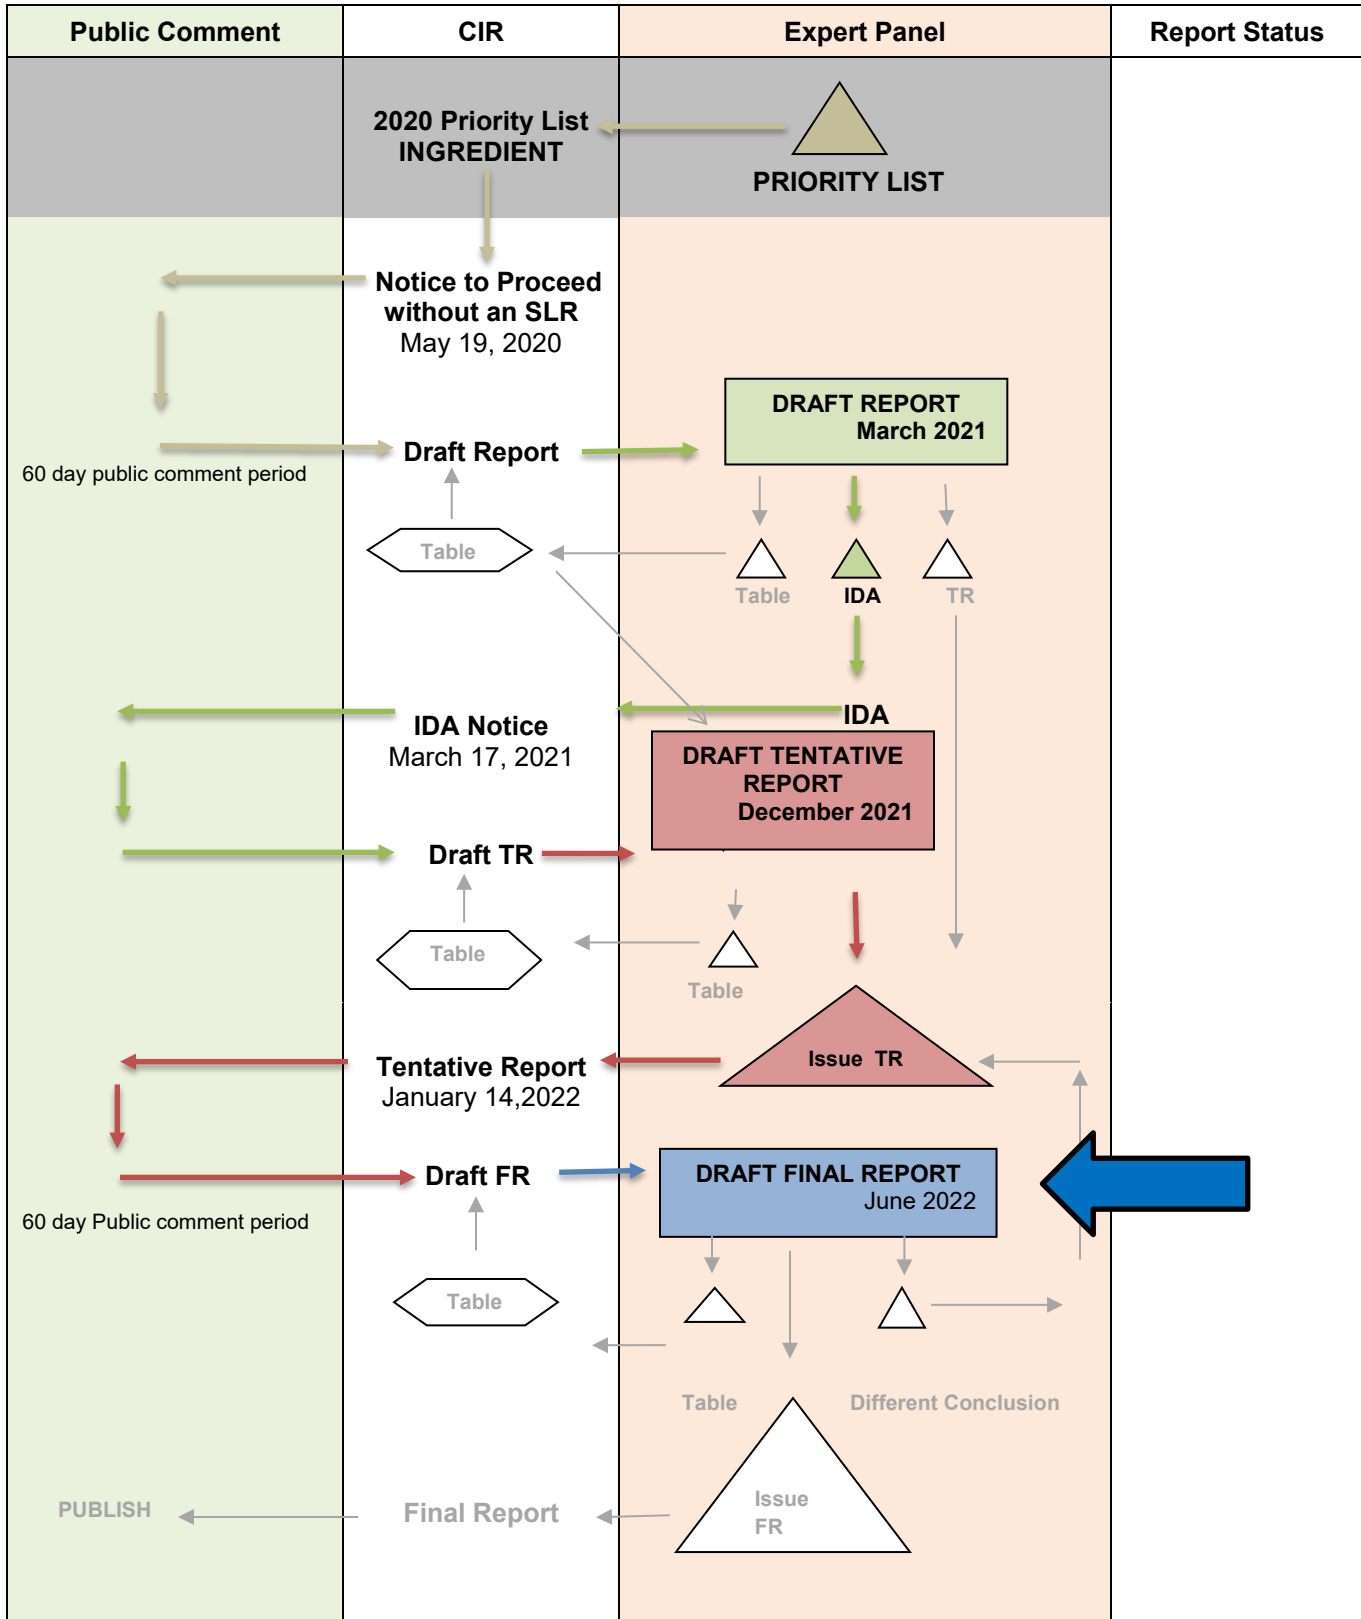 Public Comment
CIR
Expert Panel
Report Status
2020 Priority List
INGREDIENT
PRIORITY LIST
Notice to Proceed
without an SLR
May 19, 2020
DRAFT REPORT
March 2021
60 day public comment period
Draft Report
Table
Table
IDA
TR
IDA
IDA Notice
March 17, 2021
DRAFT TENTATIVE
REPORT
December 2021
Draft TR
Table
Table
Issue TR
Tentative Report
January 14,2022
DRAFT FINAL REPORT
June 2022
Draft FR
60 day Public comment period
Table
Table
Different Conclusion
Issue
FR
PUBLISH
Final Report